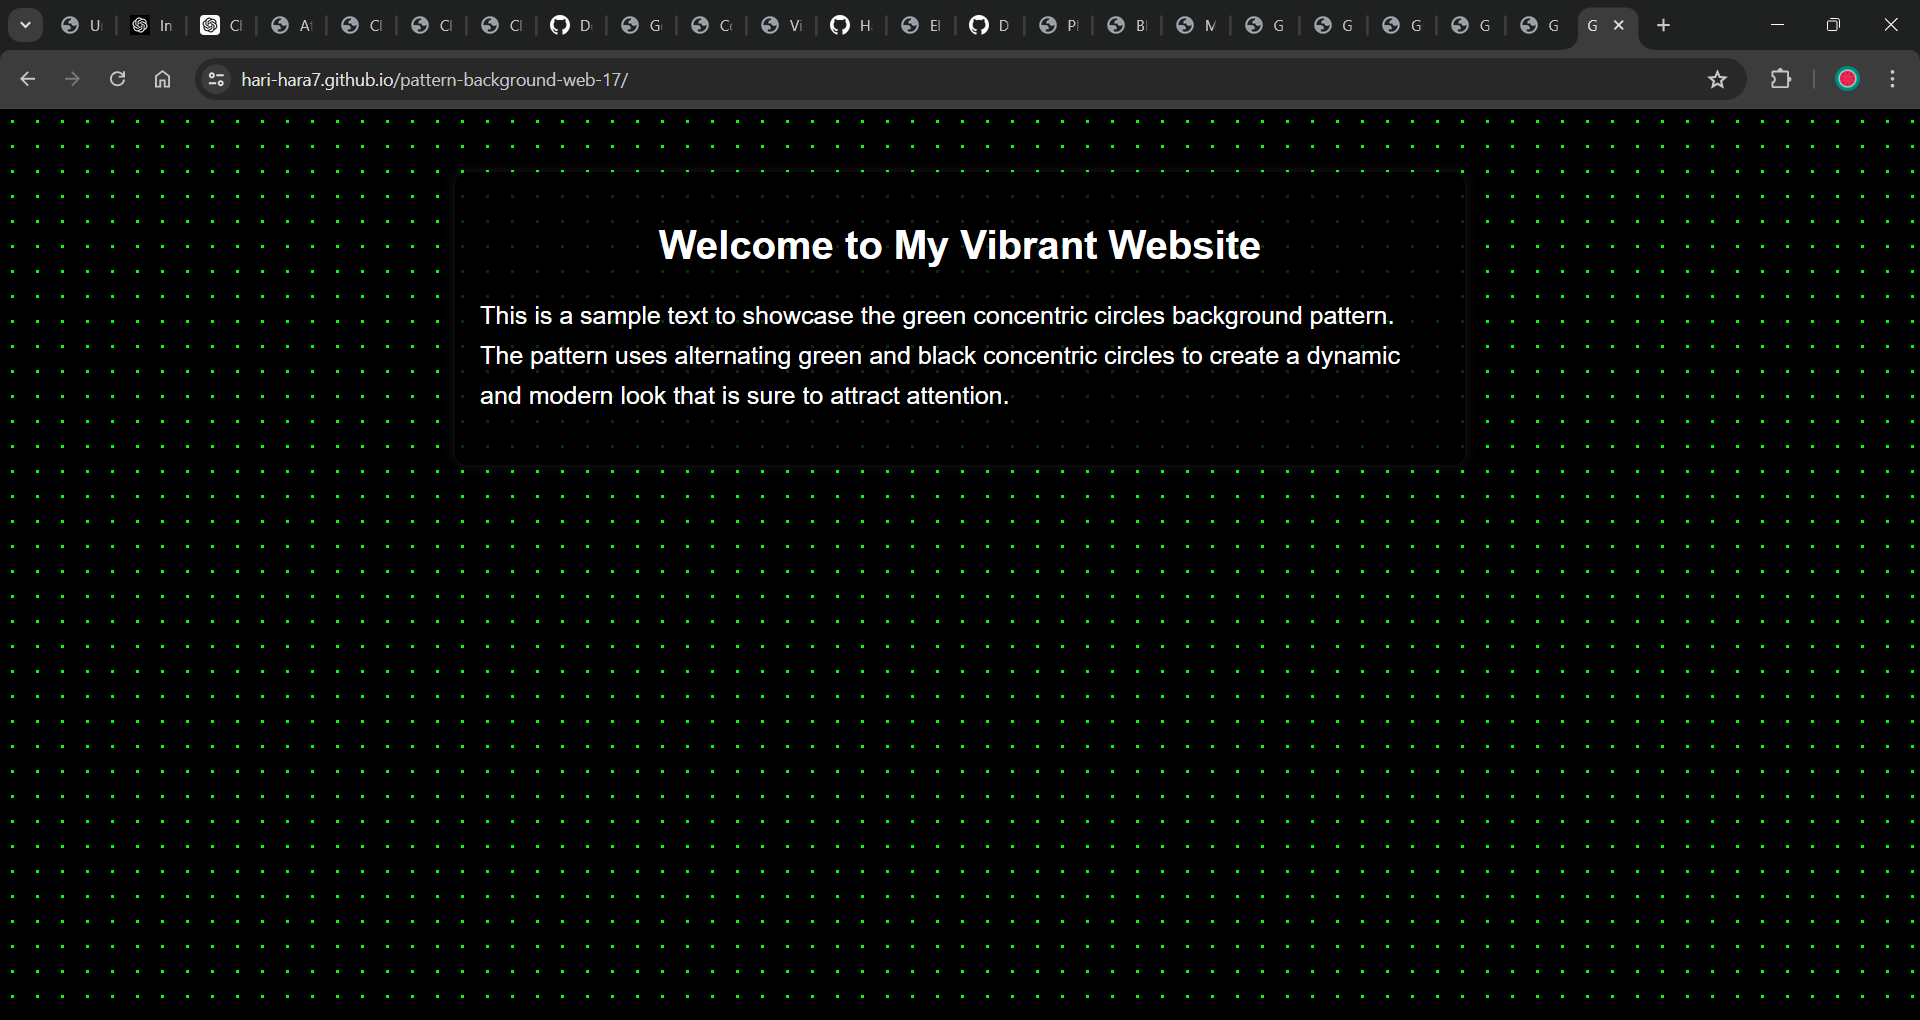 U
In
Cl
A
Cl
Cl
Cl
D
G
C
Vi
H
El
D
Pl
Bl
M
G
G
G
G
G
G
hari-hara7.github.io/pattern-background-web-17/
Welcome to My Vibrant Website
This is a sample text to showcase the green concentric circles background pattern.
The pattern uses alternating green and black concentric circles to create a dynamic
and modern look that is sure to attract attention.